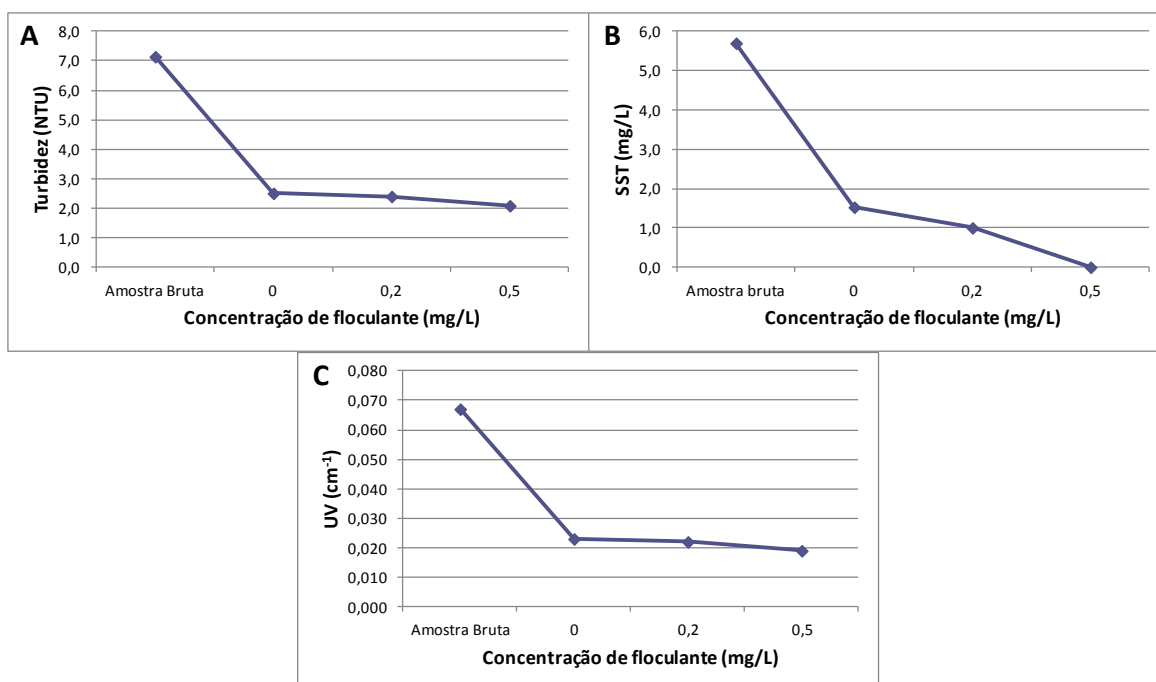 A
8,0
7,0
6,0
5,0
4,0
3,0
2,0
1,0
0,0
Turbidez (NTU)
Amostra Bruta 0 0,2 0,5
Concentração de floculante (mg/L)
B
6,0
5,0
4,0
3,0
2,0
1,0
0,0
SST (mg/L)
Amostra bruta 0 0,2 0,5
Concentração de floculante (mg/L)
C
0,080
0,070
0,060
0,050
0,040
0,030
0,020
0,010
0,000
UV (cm⁻¹)
Amostra Bruta 0 0,2 0,5
Concentração de floculante (mg/L)